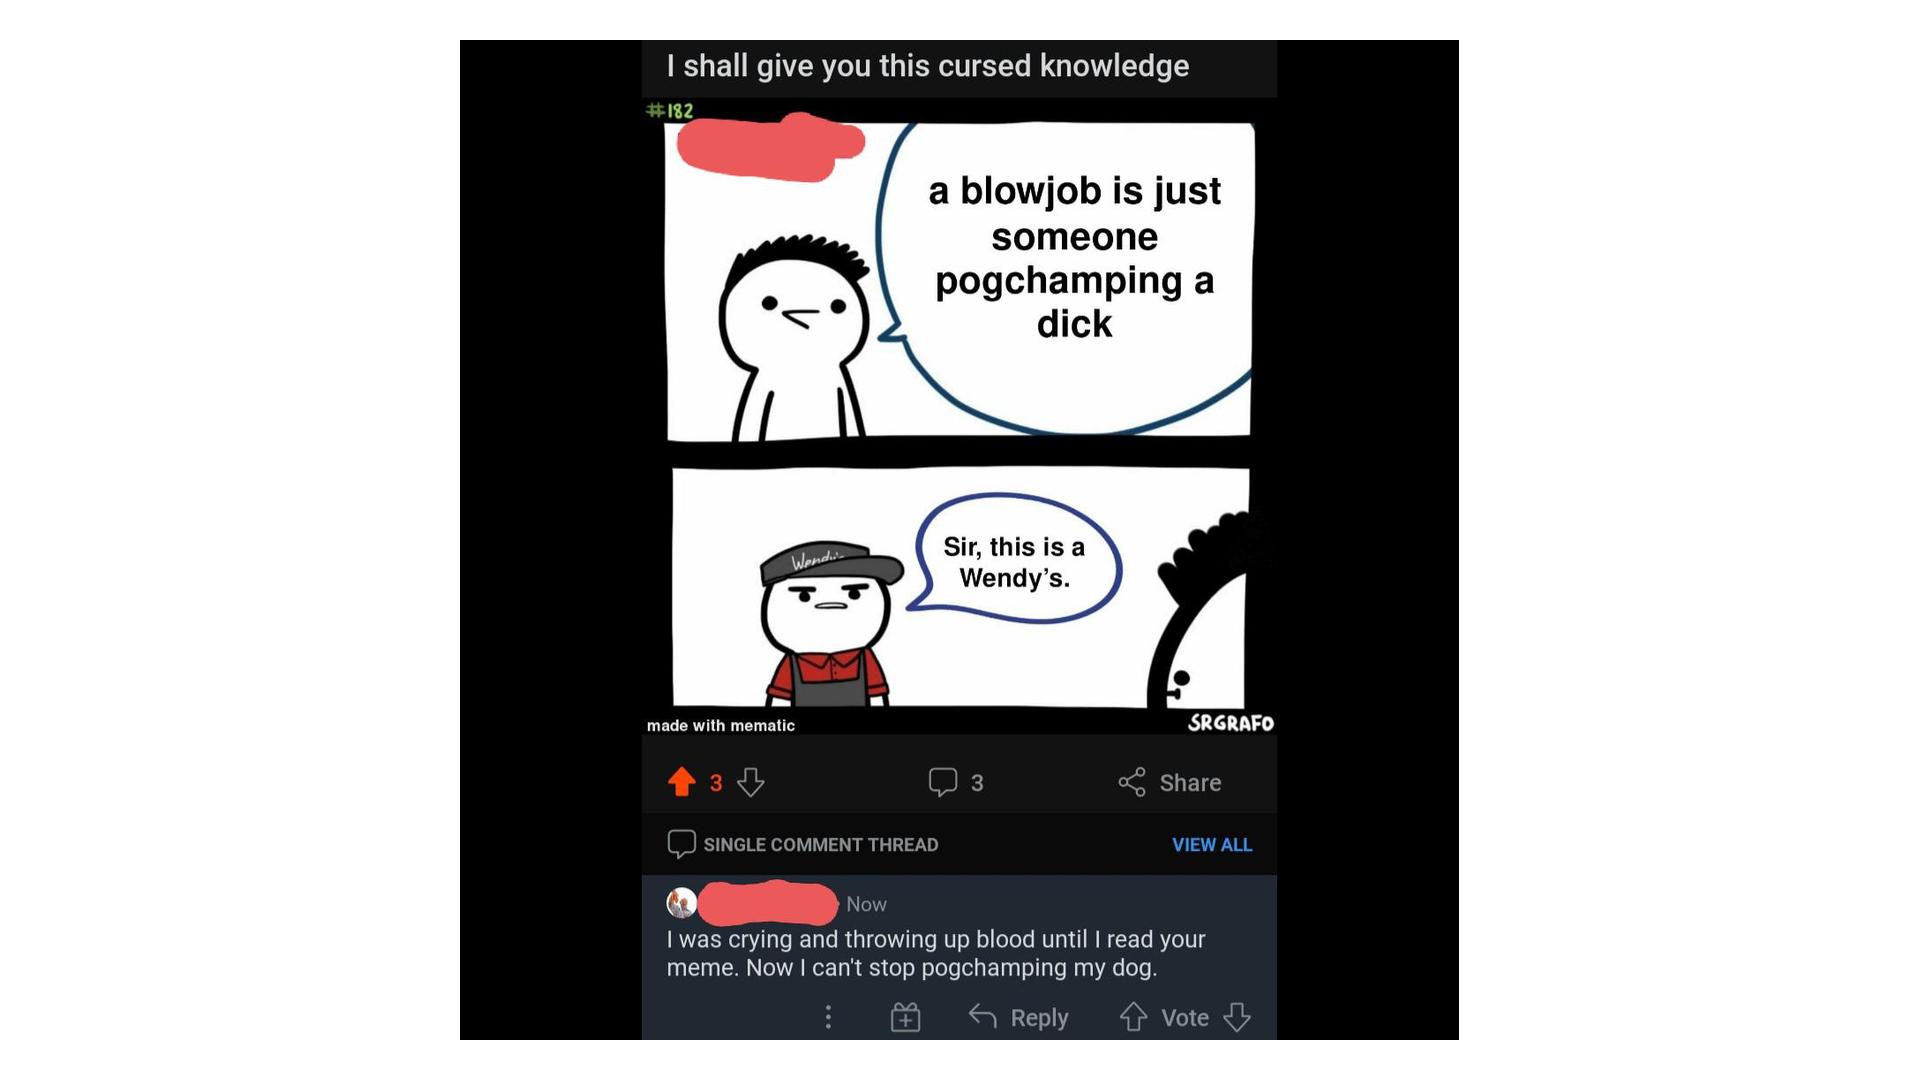 I shall give you this cursed knowledge
#182
a blowjob is just
someone
pogchamping a
dick
Sir, this is a
Wendy's.
Wendy's
made with mematic
SRGRAFO
3
3
Share
SINGLE COMMENT THREAD
VIEW ALL
Now
I was crying and throwing up blood until I read your
meme. Now I can't stop pogchamping my dog.
Reply
Vote